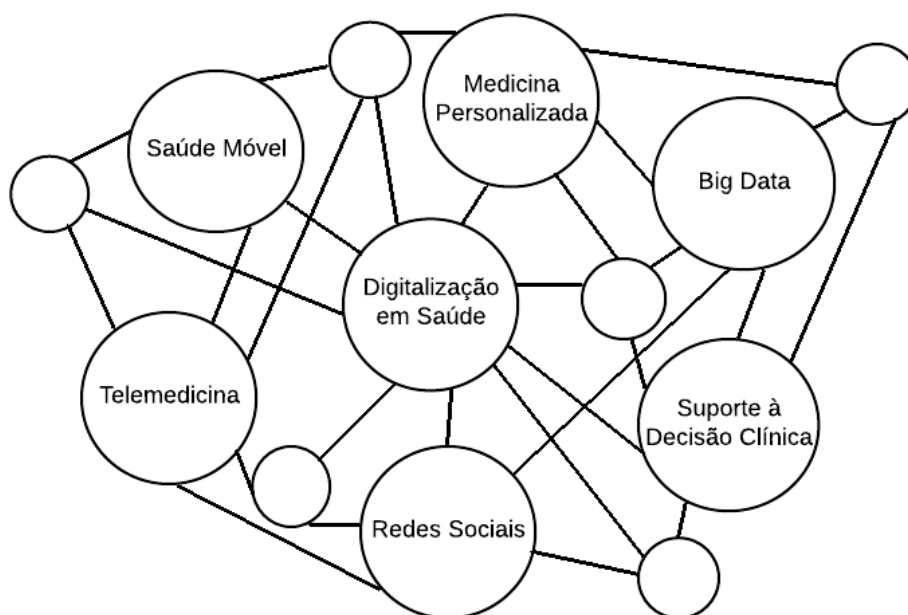 Medicina
Personalizada
Saúde Móvel
Big Data
Digitalização
em Saúde
Telemedicina
Suporte à
Decisão Clínica
Redes Sociais